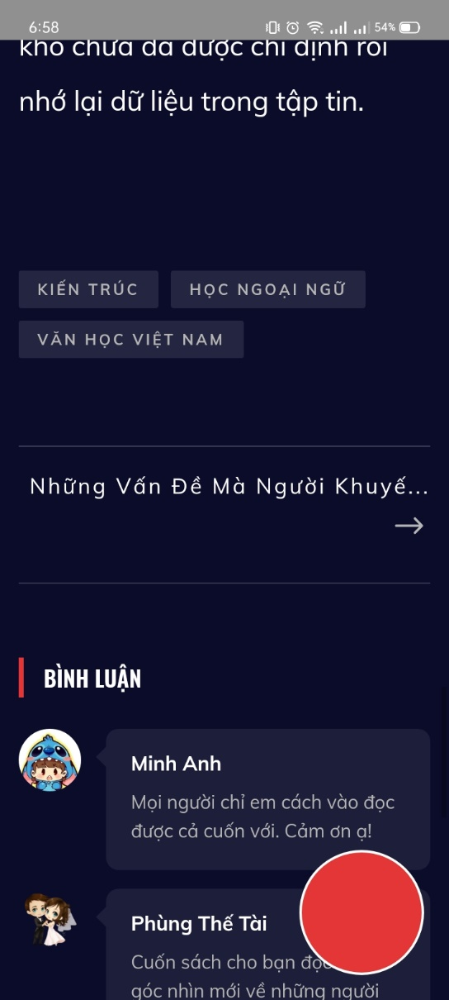 6:58
54%
kho chưa đã được chỉ định rồi
nhớ lại dữ liệu trong tập tin.
KIẾN TRÚC
HỌC NGOẠI NGỮ
VĂN HỌC VIỆT NAM
Những Vấn Đề Mà Người Khuyế...
BÌNH LUẬN
Minh Anh
Mọi người chỉ em cách vào đọc
được cả cuốn với. Cảm ơn ạ!
Phùng Thế Tài
Cuốn sách cho bạn
góc nhìn mới về những người